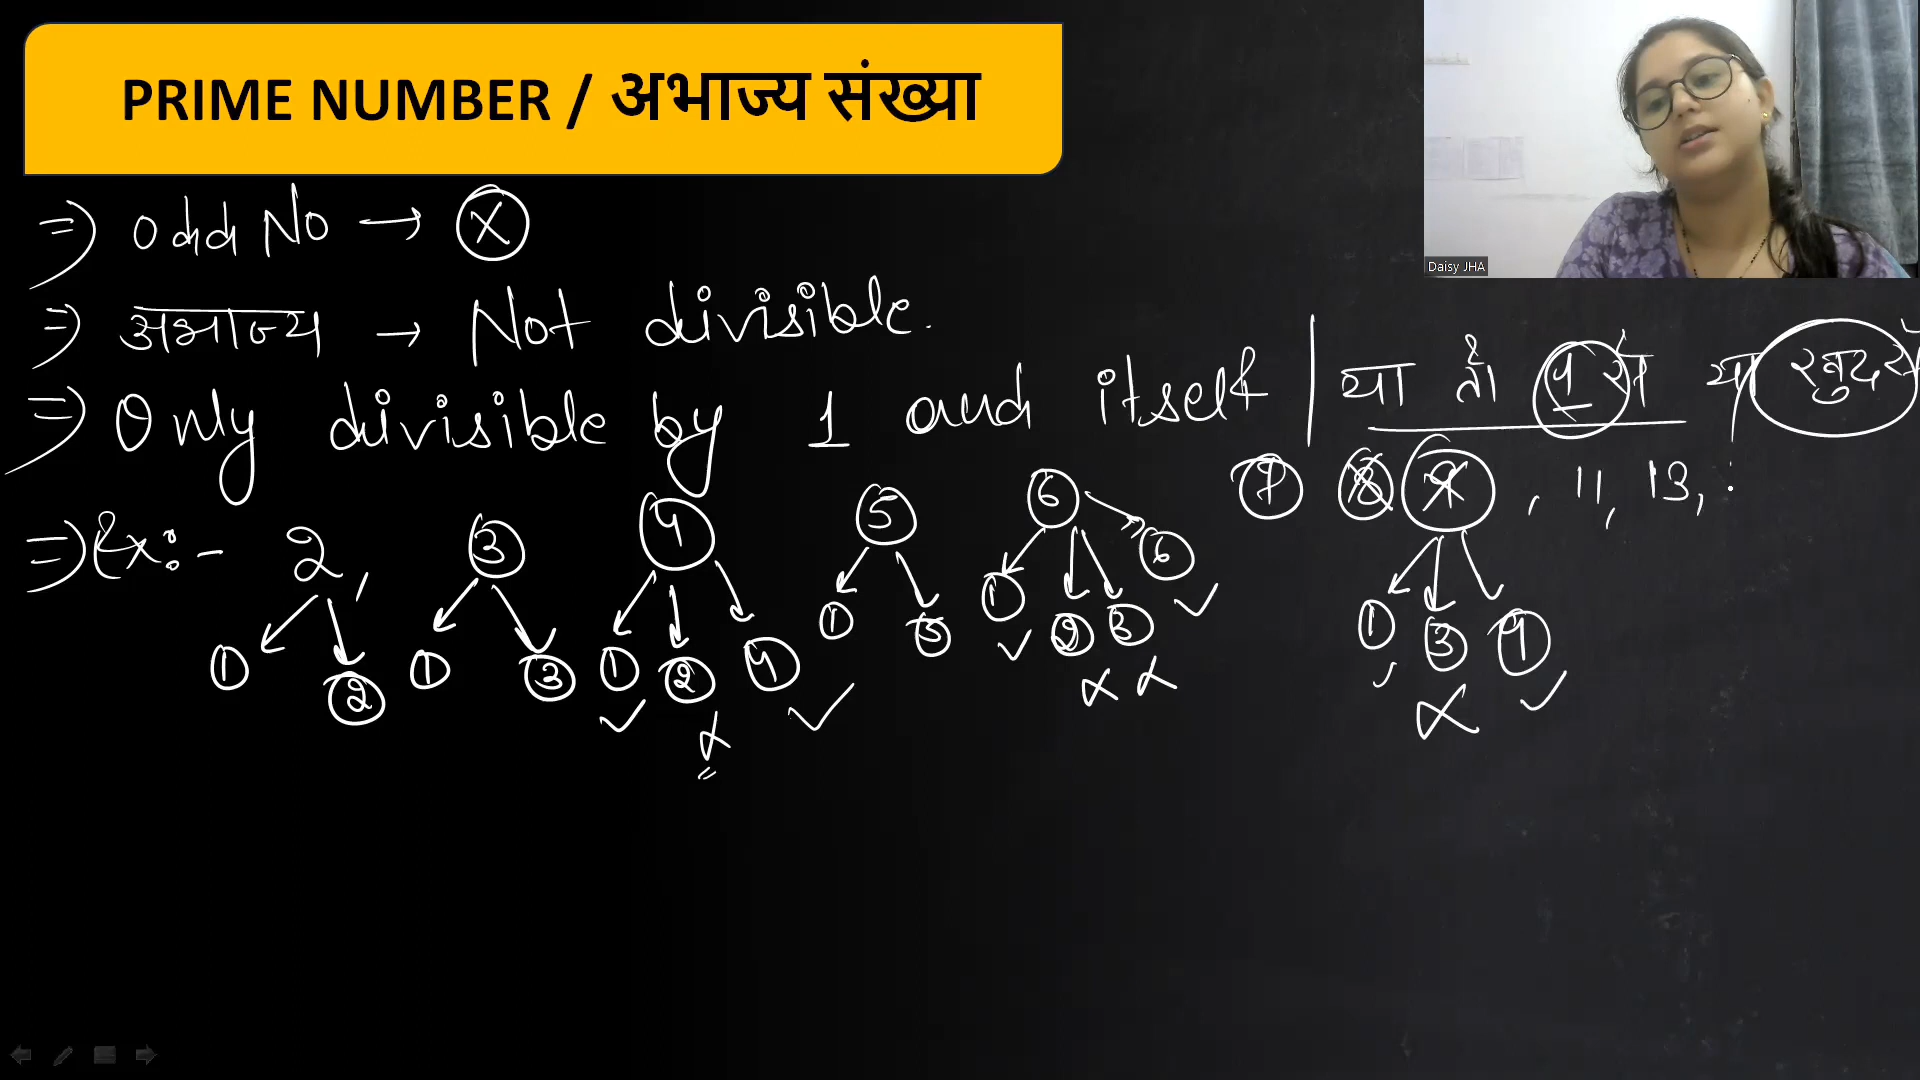 PRIME NUMBER / अभाज्य संख्या
Daisy JHA
=> odd No → X
=> अभाज्य → Not divisible.
=> Only divisible by 1 and itself | या तो 1 से या खुद से
=> Ex:- 2, 3 4 5 6 7 8 9, 11, 13,
1 2 1 3 1 2 4 1 5 1 2 3 6 1 3 9